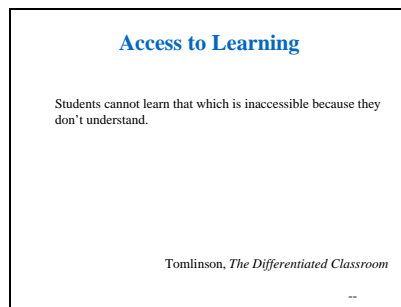 Access to Learning
Students cannot learn that which is inaccessible because they
don't understand.
Tomlinson, The Differentiated Classroom
--